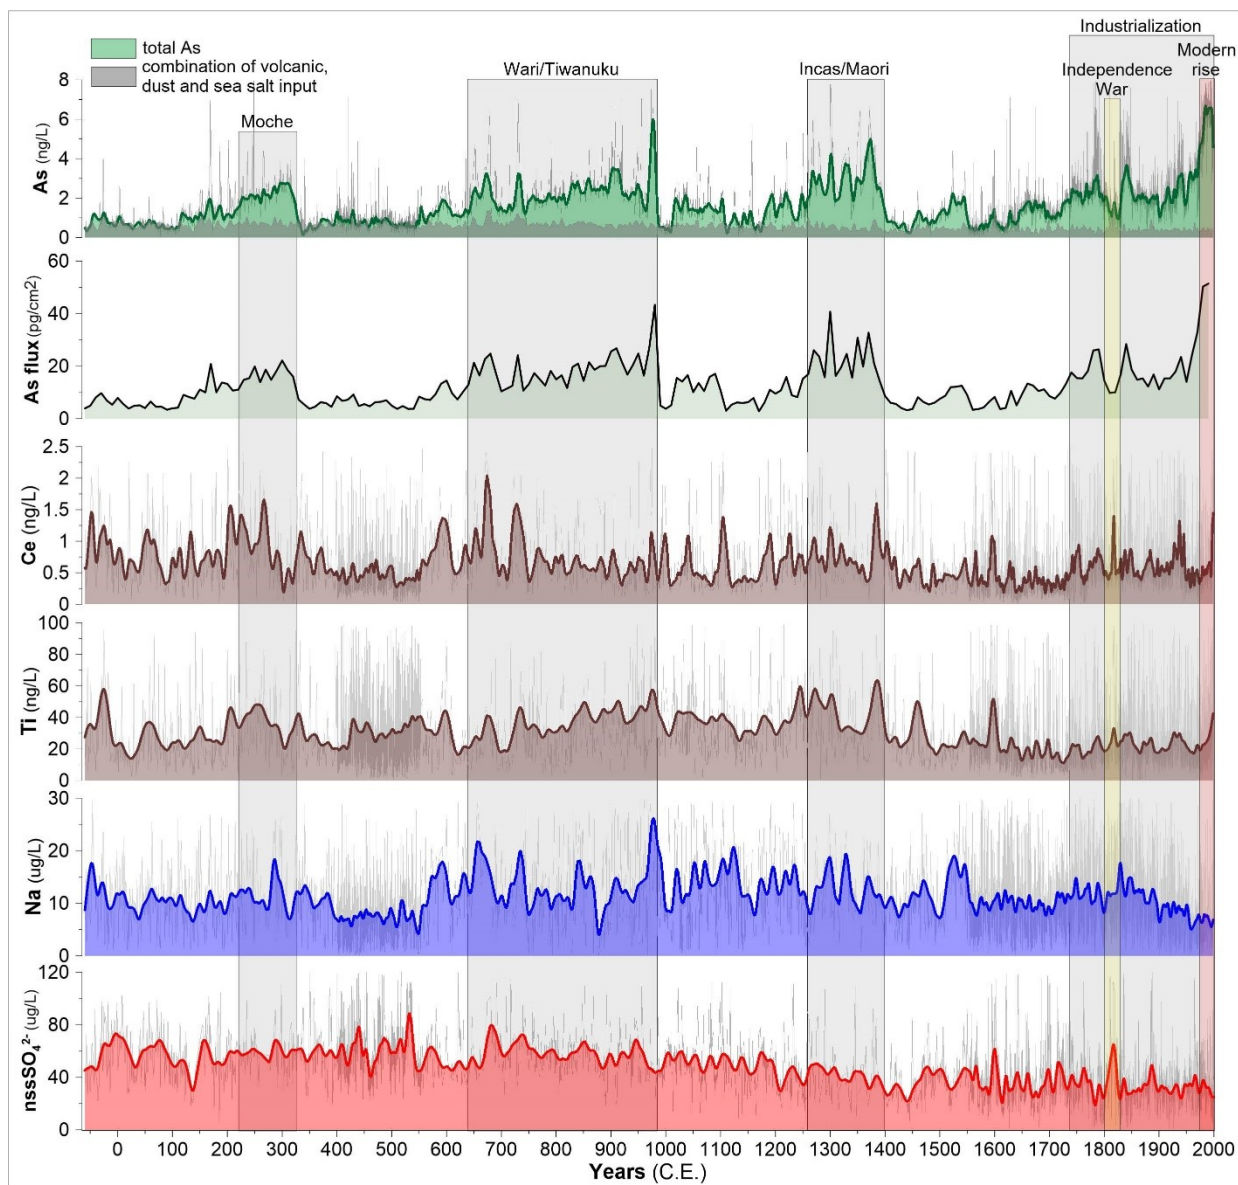 total As
combination of volcanic,
dust and sea salt input
Moche
Wari/Tiwanuku
Incas/Maori
Industrialization
Independence
War
Modern
rise
As (ng/L)
8
6
4
2
0
As flux (pg/cm2)
60
40
20
0
Ce (ng/L)
2.5
2
1.5
1
0.5
0
Ti (ng/L)
100
80
60
40
20
0
Na (ug/L)
30
20
10
0
nssSO₄²⁻ (ug/L)
120
80
40
0
0 100 200 300 400 500 600 700 800 900 1000 1100 1200 1300 1400 1500 1600 1700 1800 1900 2000
Years (C.E.)